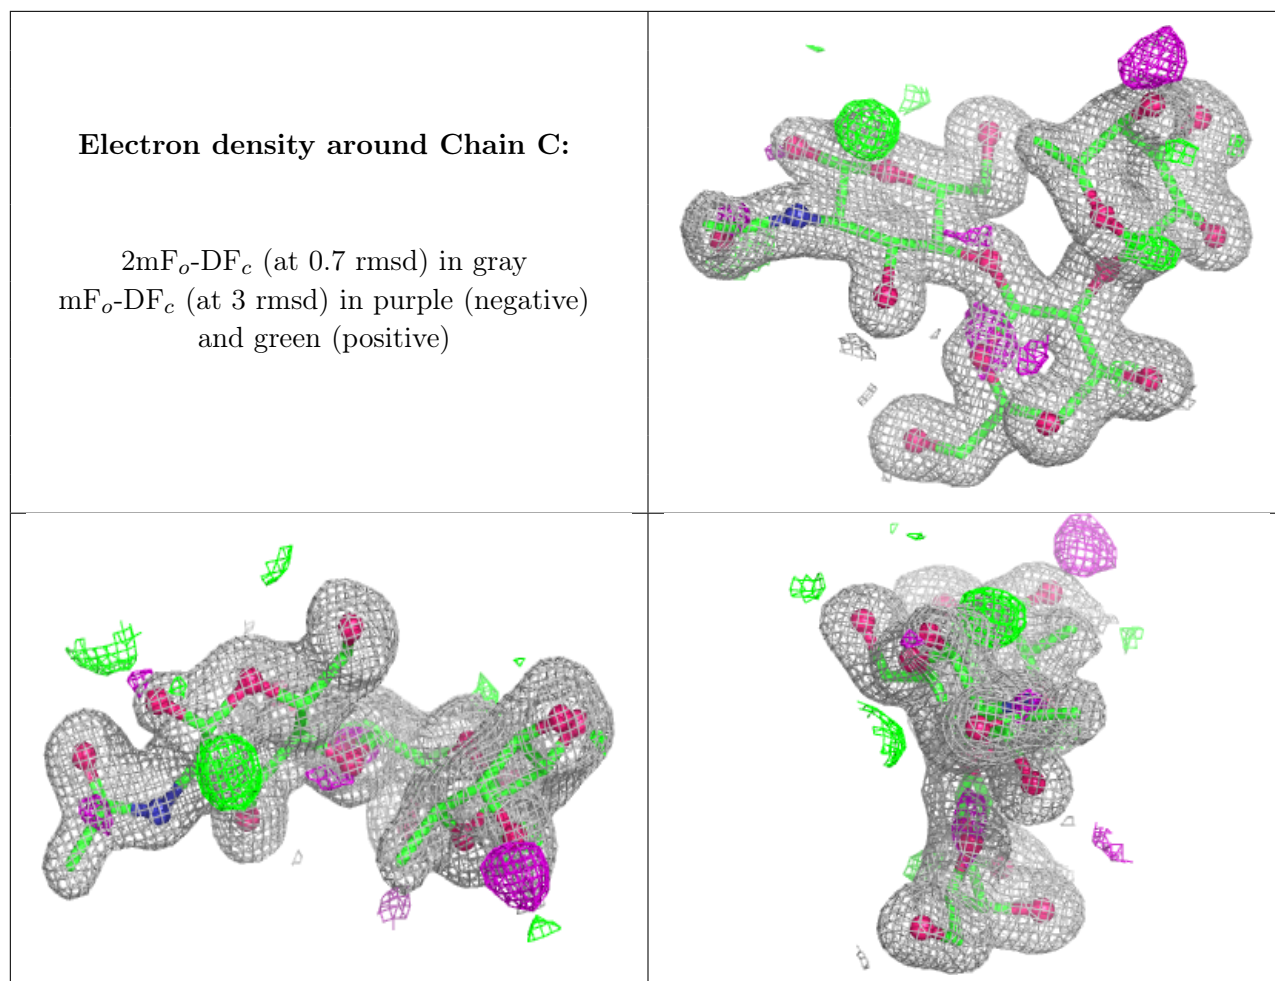 Electron density around Chain C:
2mFo-DFc (at 0.7 rmsd) in gray
mFo-DFc (at 3 rmsd) in purple (negative)
and green (positive)